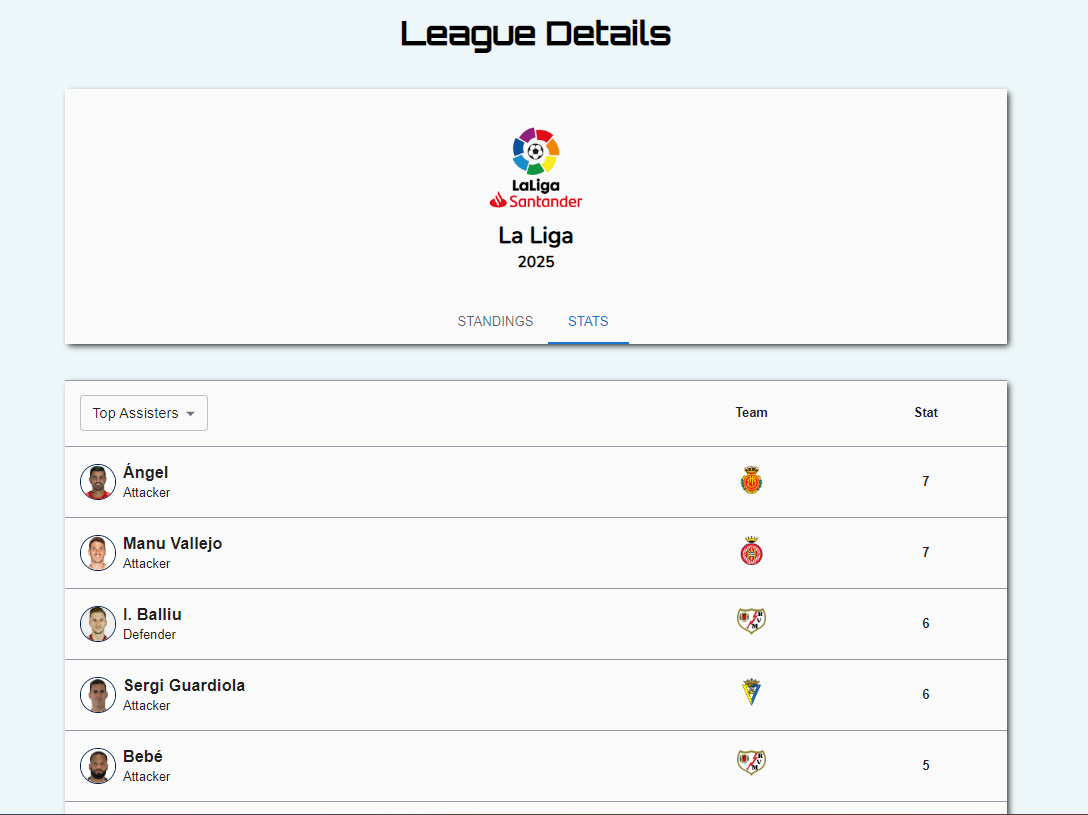 League Details
LaLiga
Santander
La Liga
2025
STANDINGS STATS
Top Assisters Team Stat
Ángel
Attacker
7
Manu Vallejo
Attacker
7
I. Balliu
Defender
6
Sergi Guardiola
Attacker
6
Bebé
Attacker
5